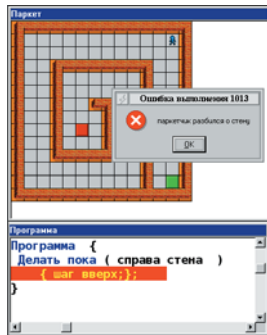 Паркет
Ошибка выполнения 1013
паркетчик разбился о стену
OK
Программа
Программа {
Делать пока ( справа стена )
{ шаг вверх;};
}